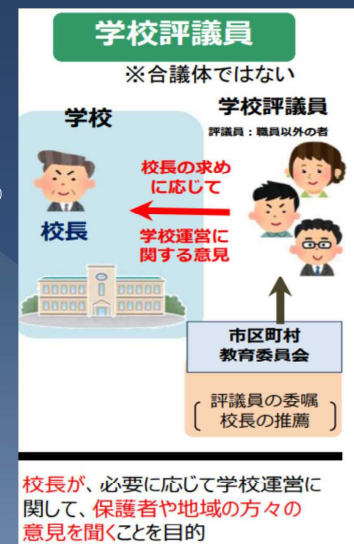 学校評議員
※合議体ではない
学校
学校評議員
評議員：職員以外の者
校長の求め
に応じて
校長
学校運営に
関する意見
市区町村
教育委員会
評議員の委嘱
校長の推薦
校長が、必要に応じて学校運営に
関して、保護者や地域の方々の
意見を聞くことを目的